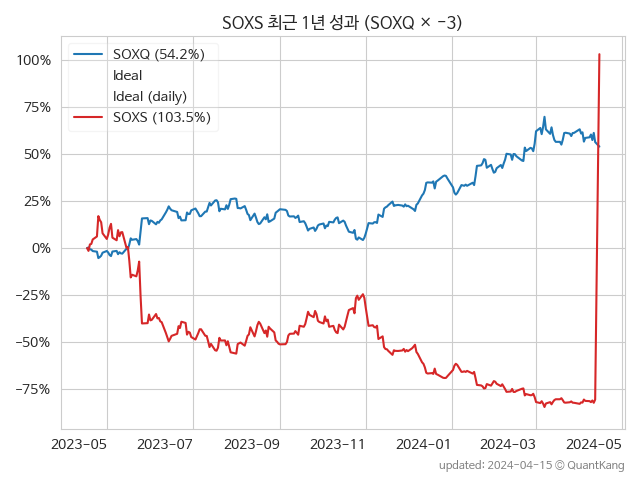 SOXS 최근 1년 성과 (SOXQ × −3)
SOXQ (54.2%)
Ideal
Ideal (daily)
SOXS (103.5%)
100%
75%
50%
25%
0%
−25%
−50%
−75%
2023-05 2023-07 2023-09 2023-11 2024-01 2024-03 2024-05
updated: 2024-04-15 © QuantKang